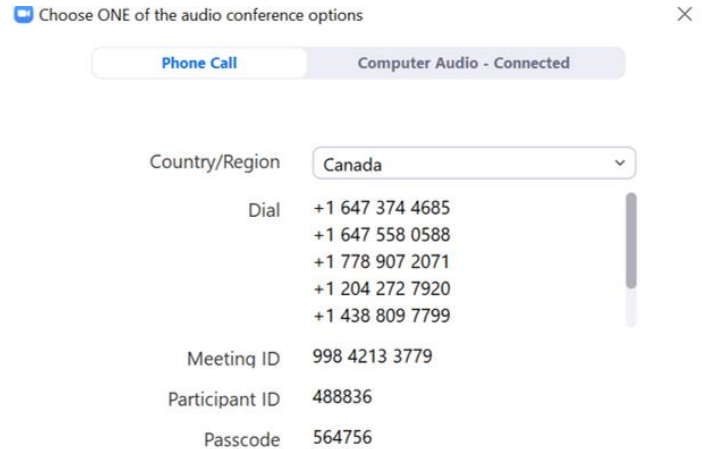 Choose ONE of the audio conference options
Phone Call Computer Audio - Connected
Country/Region Canada
Dial +1 647 374 4685
+1 647 558 0588
+1 778 907 2071
+1 204 272 7920
+1 438 809 7799
Meeting ID 998 4213 3779
Participant ID 488836
Passcode 564756